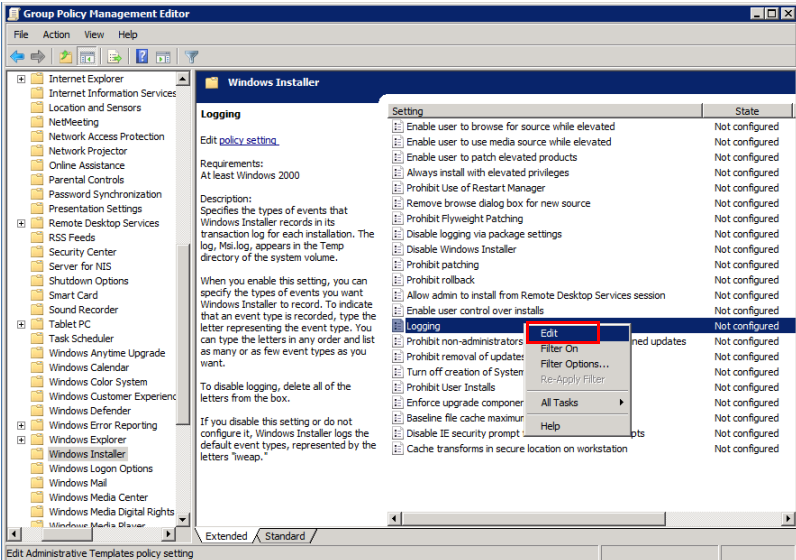 Group Policy Management Editor
File Action View Help
Internet Explorer
Internet Information Services
Location and Sensors
NetMeeting
Network Access Protection
Network Projector
Online Assistance
Parental Controls
Password Synchronization
Presentation Settings
Remote Desktop Services
RSS Feeds
Security Center
Server for NIS
Shutdown Options
Smart Card
Sound Recorder
Tablet PC
Task Scheduler
Windows Anytime Upgrade
Windows Calendar
Windows Color System
Windows Customer Experienc
Windows Defender
Windows Error Reporting
Windows Explorer
Windows Installer
Windows Logon Options
Windows Mail
Windows Media Center
Windows Media Digital Rights
Windows Media Player
Windows Installer
Logging
Edit policy setting
Requirements:
At least Windows 2000
Description:
Specifies the types of events that
Windows Installer records in its
transaction log for each installation. The
log, Msi.log, appears in the Temp
directory of the system volume.
When you enable this setting, you can
specify the types of events you want
Windows Installer to record. To indicate
that an event type is recorded, type the
letter representing the event type. You
can type the letters in any order and list
as many or as few event types as you
want.
To disable logging, delete all of the
letters from the box.
If you disable this setting or do not
configure it, Windows Installer logs the
default event types, represented by the
letters "iweap."
Setting State
Enable user to browse for source while elevated Not configured
Enable user to use media source while elevated Not configured
Enable user to patch elevated products Not configured
Always install with elevated privileges Not configured
Prohibit Use of Restart Manager Not configured
Remove browse dialog box for new source Not configured
Prohibit Flyweight Patching Not configured
Disable logging via package settings Not configured
Disable Windows Installer Not configured
Prohibit patching Not configured
Prohibit rollback Not configured
Allow admin to install from Remote Desktop Services session Not configured
Enable user control over installs Not configured
Logging Not configured
Prohibit non-administrators ned updates Not configured
Prohibit removal of updates Not configured
Turn off creation of System Not configured
Prohibit User Installs Not configured
Enforce upgrade componen Not configured
Baseline file cache maximur Not configured
Disable IE security prompt pts Not configured
Cache transforms in secure location on workstation Not configured
Edit
Filter On
Filter Options...
Re-Apply Filter
All Tasks
Help
Extended Standard
Edit Administrative Templates policy setting